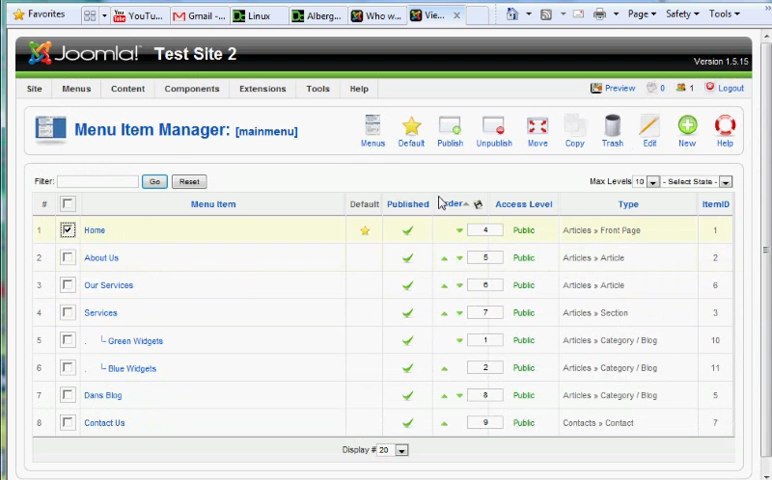 Favorites YouTu... Gmail -... Linux Alberg... Who w... Vie... Page Safety Tools
Joomla! Test Site 2
Version 1.5.15
Site Menus Content Components Extensions Tools Help Preview 0 1 Logout
Menu Item Manager: [mainmenu]
Menus Default Publish Unpublish Move Copy Trash Edit New Help
Filter: Go Reset Max Levels 10 - Select State -
# Menu Item Default Published Access Level Type ItemID
1 Home 4 Public Articles » Front Page 1
2 About Us 5 Public Articles » Article 2
3 Our Services 6 Public Articles » Article 6
4 Services 7 Public Articles » Section 3
5 . Green Widgets 1 Public Articles » Category / Blog 10
6 . Blue Widgets 2 Public Articles » Category / Blog 11
7 Dans Blog 8 Public Articles » Category / Blog 5
8 Contact Us 9 Public Contacts » Contact 7
Display # 20